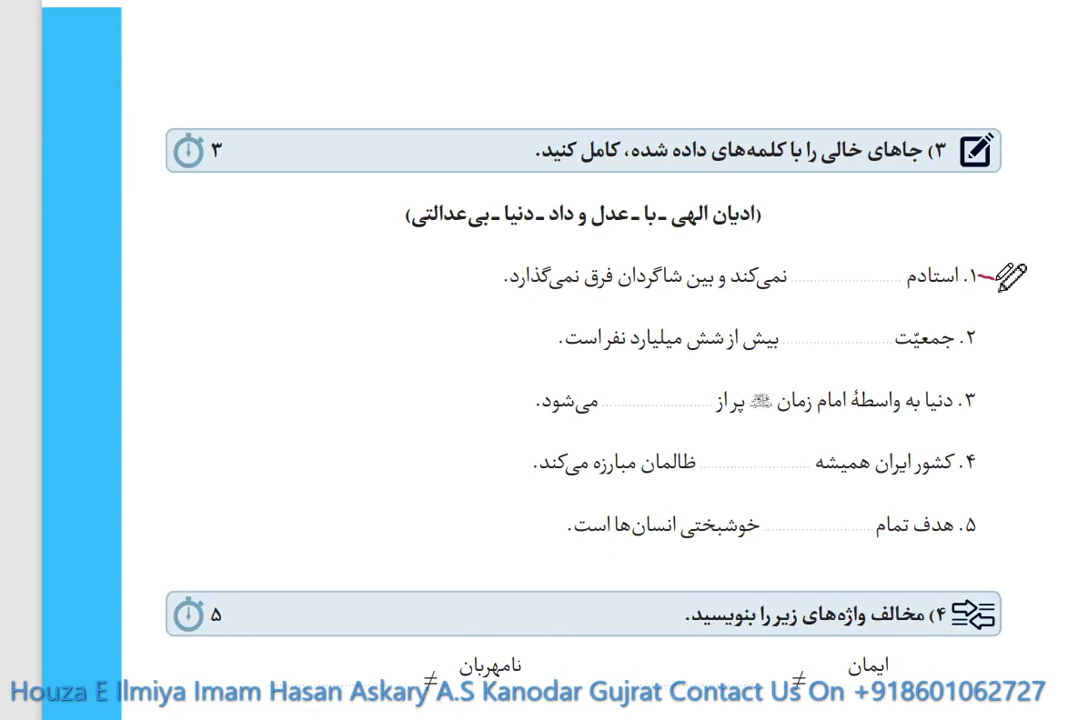 ۳) جاهای خالی را با کلمه‌های داده شده، کامل کنید. ۳
(ادیان الهی ـ با ـ عدل و داد ـ دنیا ـ بی‌عدالتی)
۱. استادم .................... نمی‌کند و بین شاگردان فرق نمی‌گذارد.
۲. جمعیّت .................... بیش از شش میلیارد نفر است.
۳. دنیا به واسطهٔ امام زمان پر از .................... می‌شود.
۴. کشور ایران همیشه .................... ظالمان مبارزه می‌کند.
۵. هدف تمام .................... خوشبختی انسان‌ها است.
۴) مخالف واژه‌های زیر را بنویسید. ۵
ایمان ≠ نامهربان ≠
Houza E Ilmiya Imam Hasan Askary A.S Kanodar Gujrat Contact Us On +918601062727